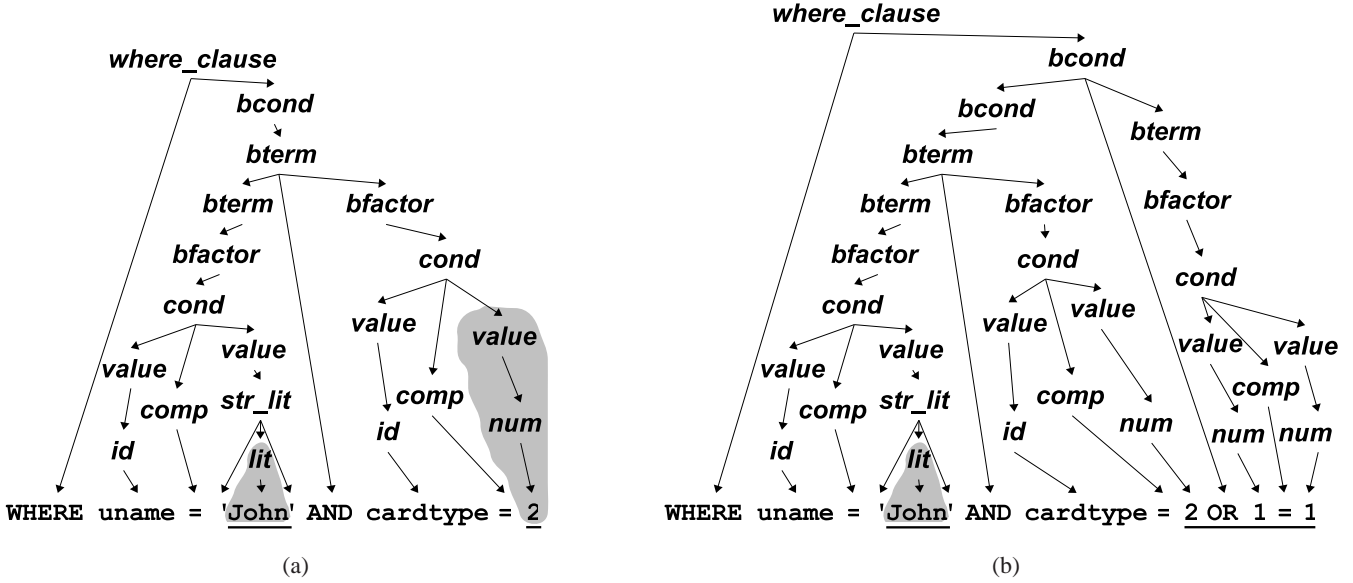 where_clause
bcond
bterm
bterm bfactor
bfactor
cond
cond
value
value
value
value
comp
str_lit
comp
num
id
id
lit
WHERE uname = 'John' AND cardtype = 2
(a)
where_clause
bcond
bcond
bterm
bterm
bterm bfactor
bfactor
bfactor
cond
cond
cond
value
value
value
value
value
value
comp
str_lit
comp
comp
num
id
id
num
num
lit
WHERE uname = 'John' AND cardtype = 2 OR 1 = 1
(b)